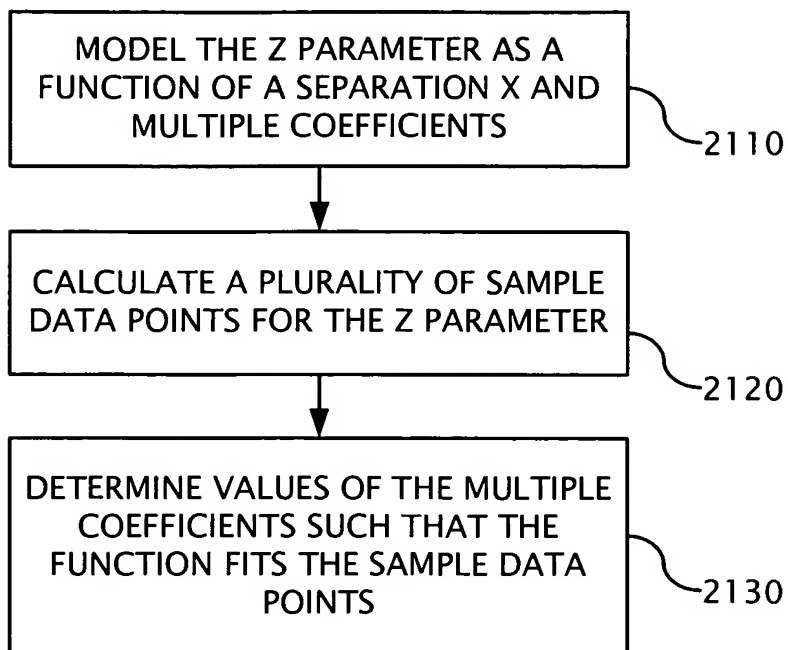 MODEL THE Z PARAMETER AS A
FUNCTION OF A SEPARATION X AND
MULTIPLE COEFFICIENTS
2110
CALCULATE A PLURALITY OF SAMPLE
DATA POINTS FOR THE Z PARAMETER
2120
DETERMINE VALUES OF THE MULTIPLE
COEFFICIENTS SUCH THAT THE
FUNCTION FITS THE SAMPLE DATA
POINTS
2130